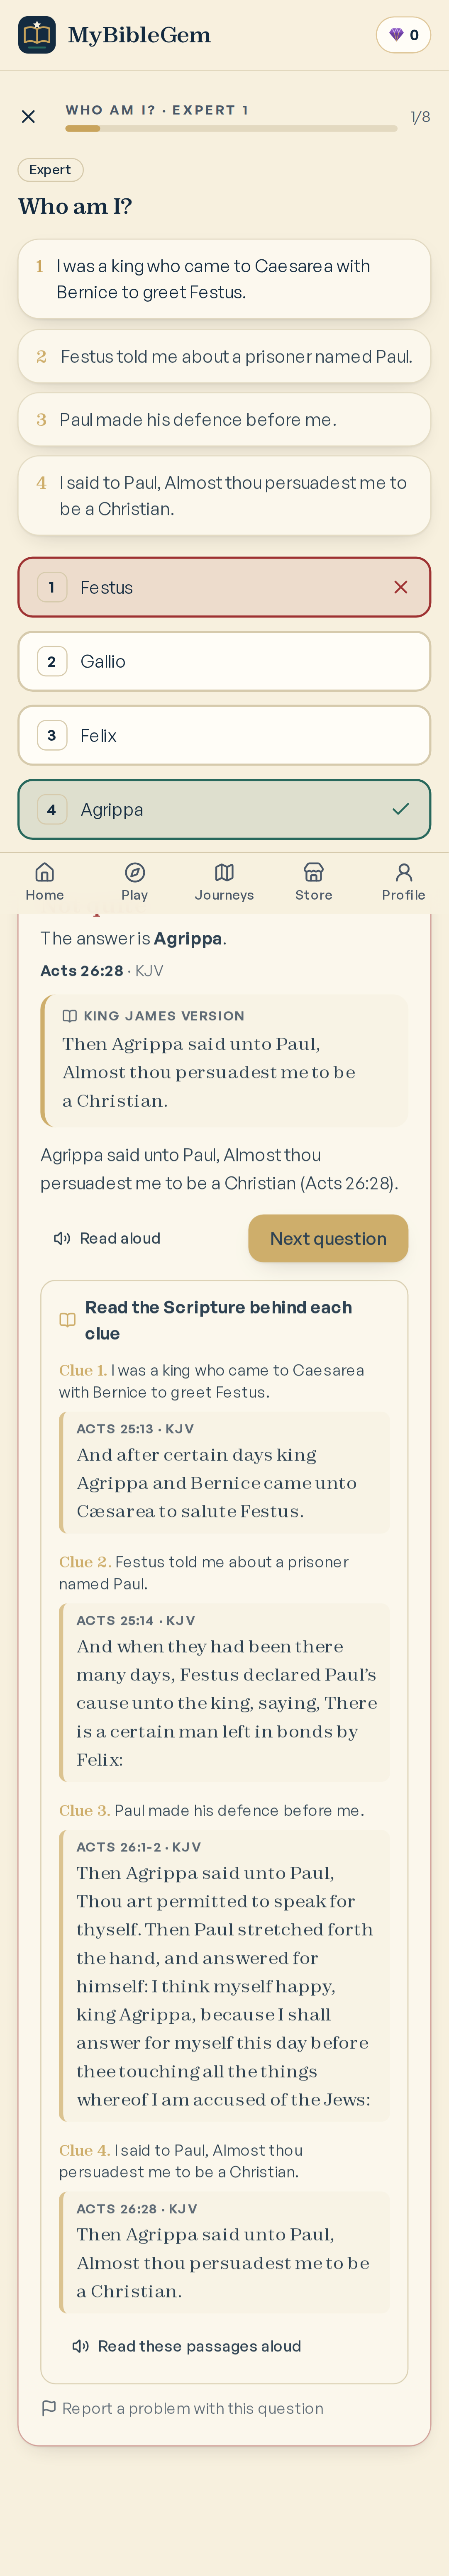 MyBibleGem
0
WHO AM I? · EXPERT 1
1/8
Expert
Who am I?
1 I was a king who came to Caesarea with
Bernice to greet Festus.
2 Festus told me about a prisoner named Paul.
3 Paul made his defence before me.
4 I said to Paul, Almost thou persuadest me to
be a Christian.
1 Festus
2 Gallio
3 Felix
4 Agrippa
Home Play Journeys Store Profile
The answer is Agrippa.
Acts 26:28 · KJV
KING JAMES VERSION
Then Agrippa said unto Paul,
Almost thou persuadest me to be
a Christian.
Agrippa said unto Paul, Almost thou
persuadest me to be a Christian (Acts 26:28).
Read aloud
Next question
Read the Scripture behind each
clue
Clue 1. I was a king who came to Caesarea
with Bernice to greet Festus.
ACTS 25:13 · KJV
And after certain days king
Agrippa and Bernice came unto
Cæsarea to salute Festus.
Clue 2. Festus told me about a prisoner
named Paul.
ACTS 25:14 · KJV
And when they had been there
many days, Festus declared Paul’s
cause unto the king, saying, There
is a certain man left in bonds by
Felix:
Clue 3. Paul made his defence before me.
ACTS 26:1-2 · KJV
Then Agrippa said unto Paul,
Thou art permitted to speak for
thyself. Then Paul stretched forth
the hand, and answered for
himself: I think myself happy,
king Agrippa, because I shall
answer for myself this day before
thee touching all the things
whereof I am accused of the Jews:
Clue 4. I said to Paul, Almost thou
persuadest me to be a Christian.
ACTS 26:28 · KJV
Then Agrippa said unto Paul,
Almost thou persuadest me to be
a Christian.
Read these passages aloud
Report a problem with this question